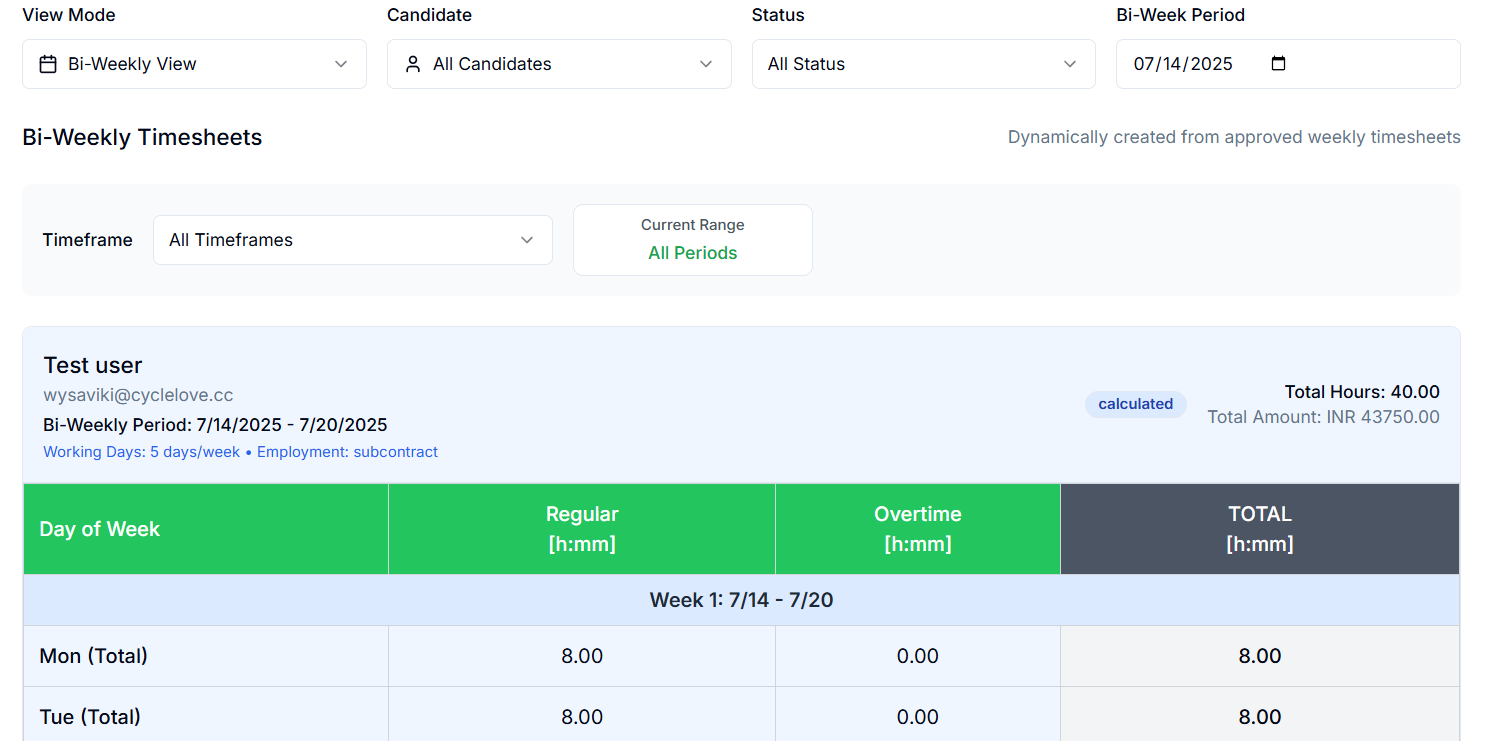 View Mode
Candidate
Status
Bi-Week Period
Bi-Weekly View
All Candidates
All Status
07/14/2025
Bi-Weekly Timesheets
Dynamically created from approved weekly timesheets
Timeframe
All Timeframes
Current Range
All Periods
Test user
wysaviki@cyclelove.cc
Bi-Weekly Period: 7/14/2025 - 7/20/2025
Working Days: 5 days/week • Employment: subcontract
calculated
Total Hours: 40.00
Total Amount: INR 43750.00
Day of Week
Regular
[h:mm]
Overtime
[h:mm]
TOTAL
[h:mm]
Week 1: 7/14 - 7/20
Mon (Total) 8.00 0.00 8.00
Tue (Total) 8.00 0.00 8.00